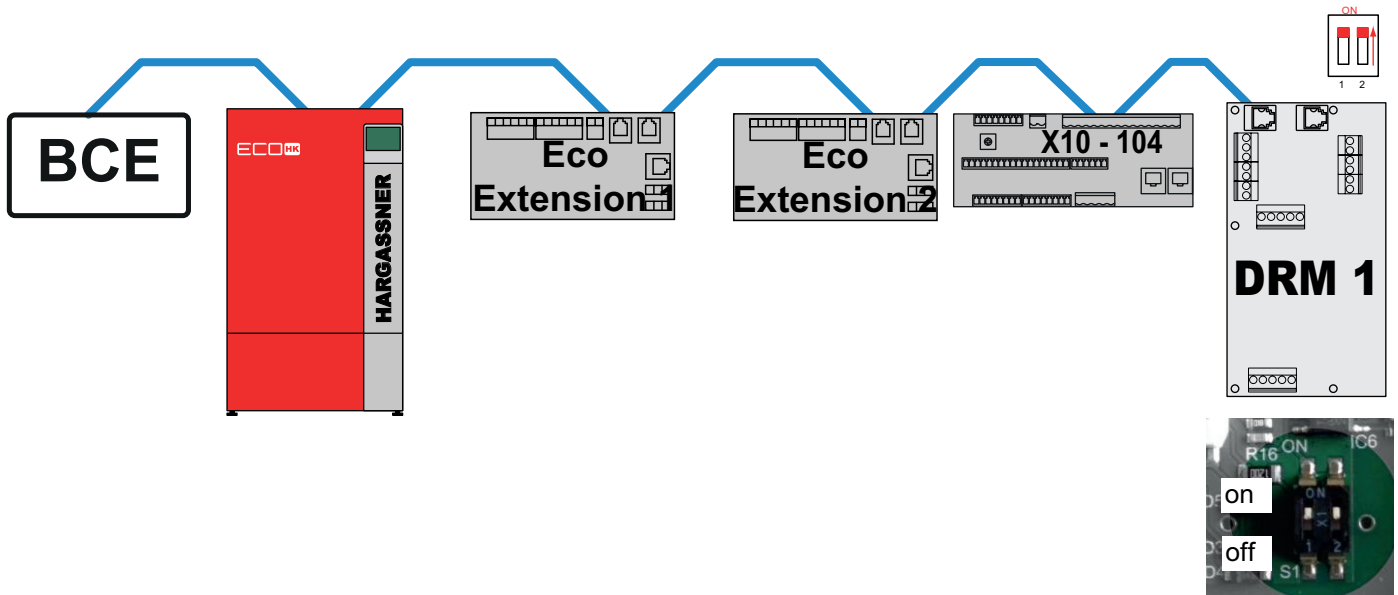 ON
1 2
BCE
ECO HK
HARGASSNER
Eco
Extension 1
Eco
Extension 2
X10 - 104
DRM 1
R16 ON IC6
on
ON
X1
off
1 2
S1